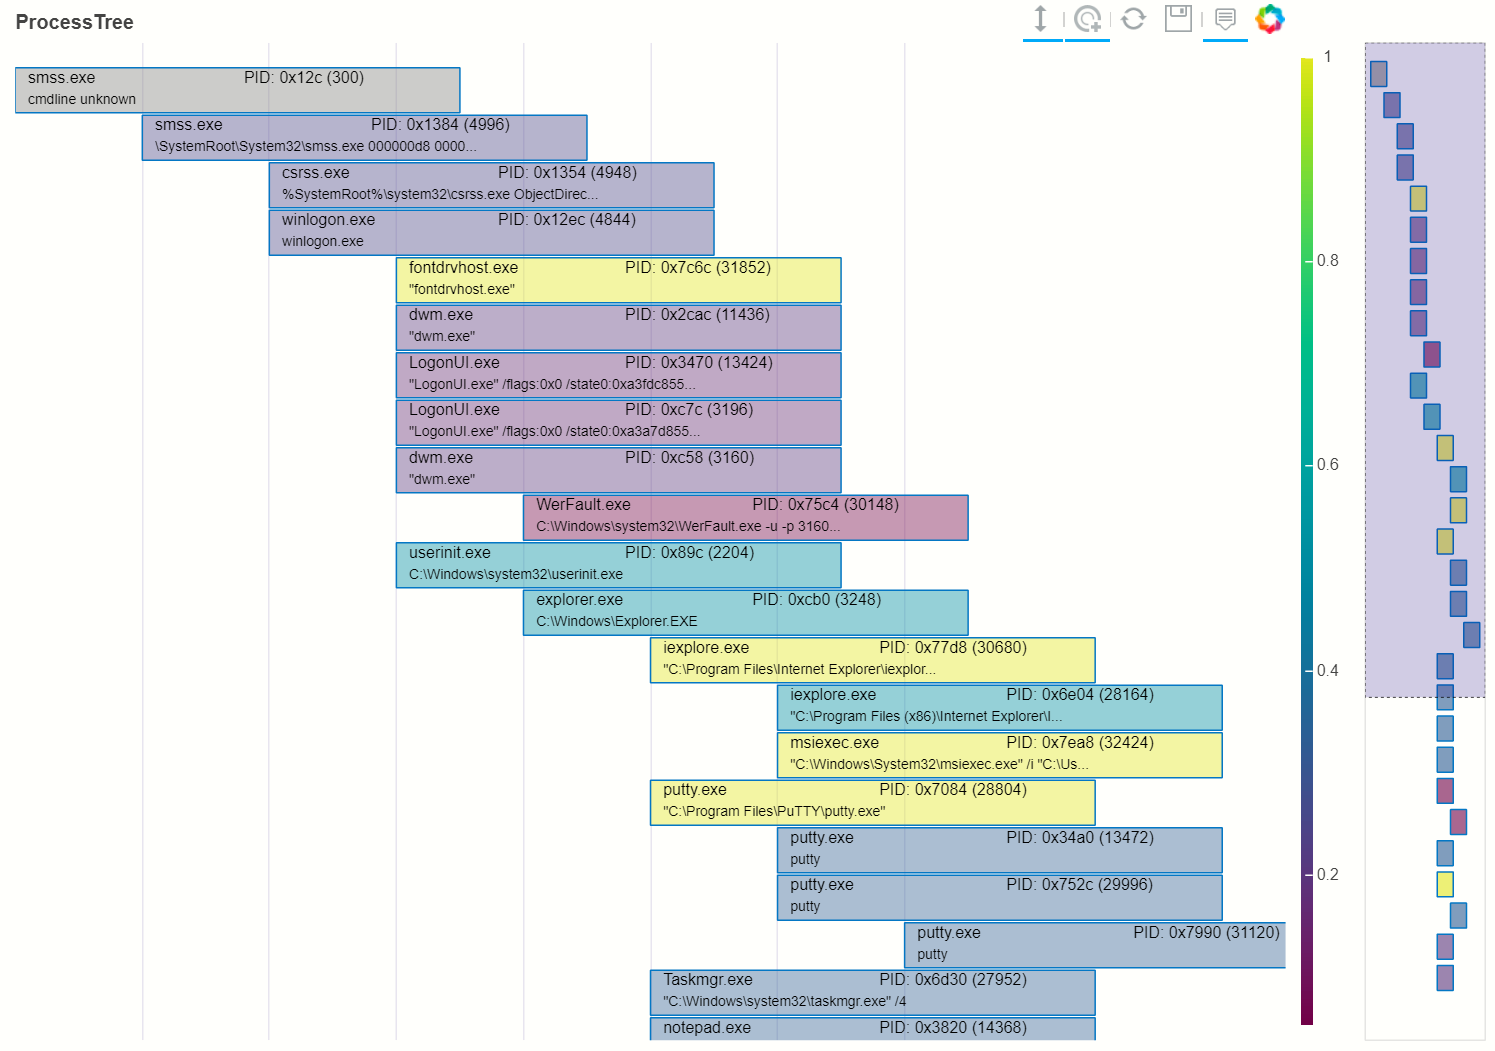 ProcessTree
smss.exe PID: 0x12c (300)
cmdline unknown
smss.exe PID: 0x1384 (4996)
\SystemRoot\System32\smss.exe 000000d8 0000...
csrss.exe PID: 0x1354 (4948)
%SystemRoot%\system32\csrss.exe ObjectDirec...
winlogon.exe PID: 0x12ec (4844)
winlogon.exe
fontdrvhost.exe PID: 0x7c6c (31852)
"fontdrvhost.exe"
dwm.exe PID: 0x2cac (11436)
"dwm.exe"
LogonUI.exe PID: 0x3470 (13424)
"LogonUI.exe" /flags:0x0 /state0:0xa3fdc855...
LogonUI.exe PID: 0xc7c (3196)
"LogonUI.exe" /flags:0x0 /state0:0xa3a7d855...
dwm.exe PID: 0xc58 (3160)
"dwm.exe"
WerFault.exe PID: 0x75c4 (30148)
C:\Windows\system32\WerFault.exe -u -p 3160...
userinit.exe PID: 0x89c (2204)
C:\Windows\system32\userinit.exe
explorer.exe PID: 0xcb0 (3248)
C:\Windows\Explorer.EXE
iexplore.exe PID: 0x77d8 (30680)
"C:\Program Files\Internet Explorer\iexplor...
iexplore.exe PID: 0x6e04 (28164)
"C:\Program Files (x86)\Internet Explorer\I...
msiexec.exe PID: 0x7ea8 (32424)
"C:\Windows\System32\msiexec.exe" /i "C:\Us...
putty.exe PID: 0x7084 (28804)
"C:\Program Files\PuTTY\putty.exe"
putty.exe PID: 0x34a0 (13472)
putty
putty.exe PID: 0x752c (29996)
putty
putty.exe PID: 0x7990 (31120)
putty
Taskmgr.exe PID: 0x6d30 (27952)
"C:\Windows\system32\taskmgr.exe" /4
notepad.exe PID: 0x3820 (14368)
1
0.8
0.6
0.4
0.2